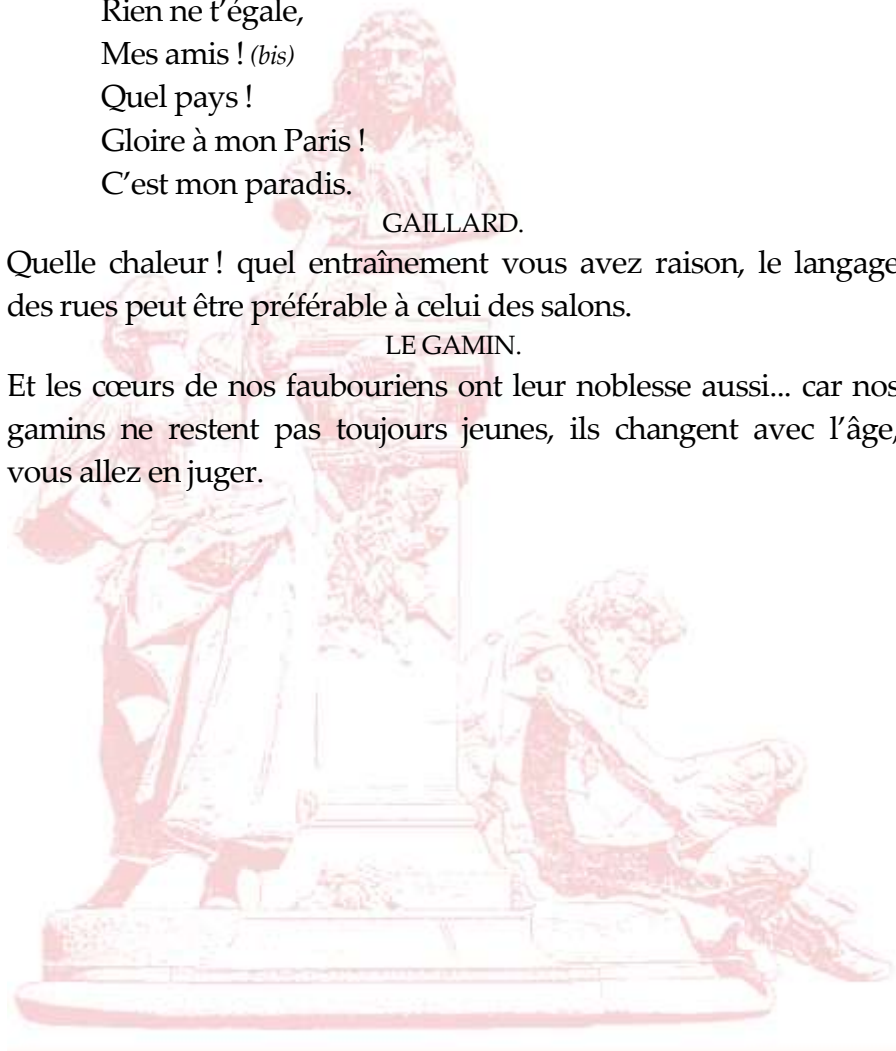 Rien ne t’égale,
Mes amis ! (bis)
Quel pays !
Gloire à mon Paris !
C’est mon paradis.
GAILLARD.
Quelle chaleur ! quel entraînement vous avez raison, le langage
des rues peut être préférable à celui des salons.
LE GAMIN.
Et les cœurs de nos faubouriens ont leur noblesse aussi... car nos
gamins ne restent pas toujours jeunes, ils changent avec l’âge,
vous allez en juger.